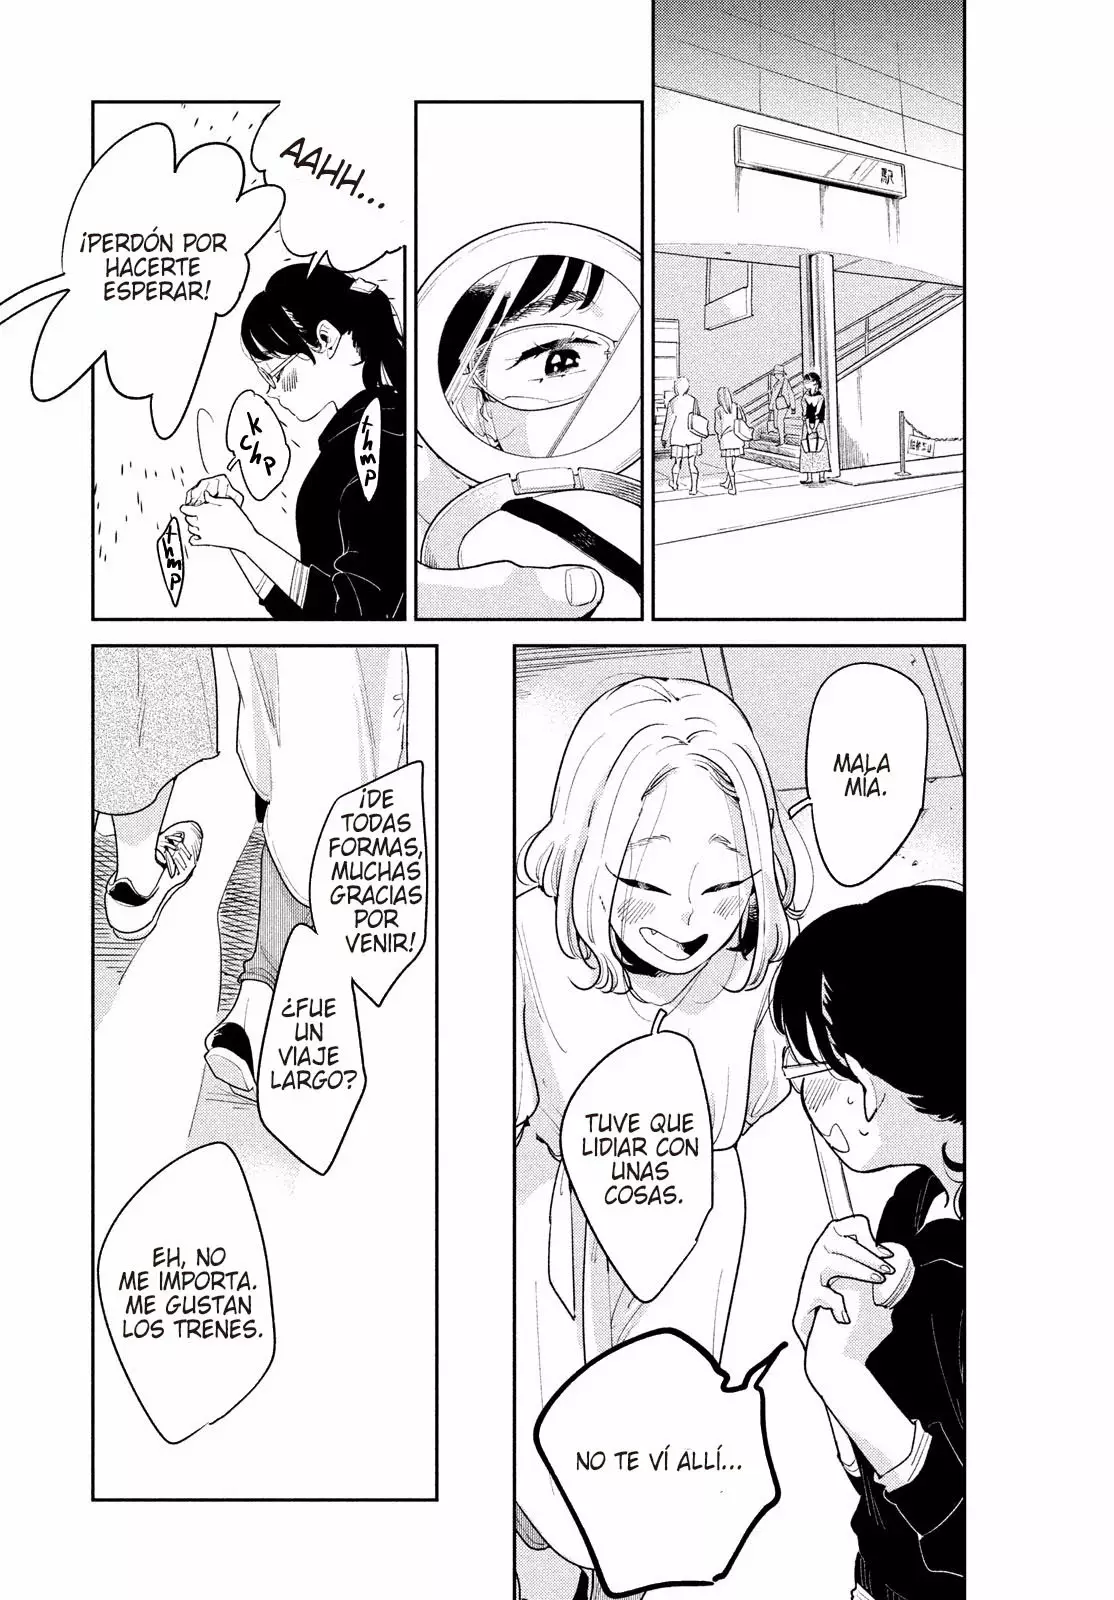 駅
AAHH...
¡PERDÓN POR
HACERTE
ESPERAR!
kchp
thmp
thmp
MALA
MÍA.
TUVE QUE
LIDIAR CON
UNAS
COSAS.
NO TE VÍ ALLÍ...
¡DE
TODAS
FORMAS,
MUCHAS
GRACIAS
POR
VENIR!
¿FUE
UN
VIAJE
LARGO?
EH, NO
ME IMPORTA.
ME GUSTAN
LOS TRENES.